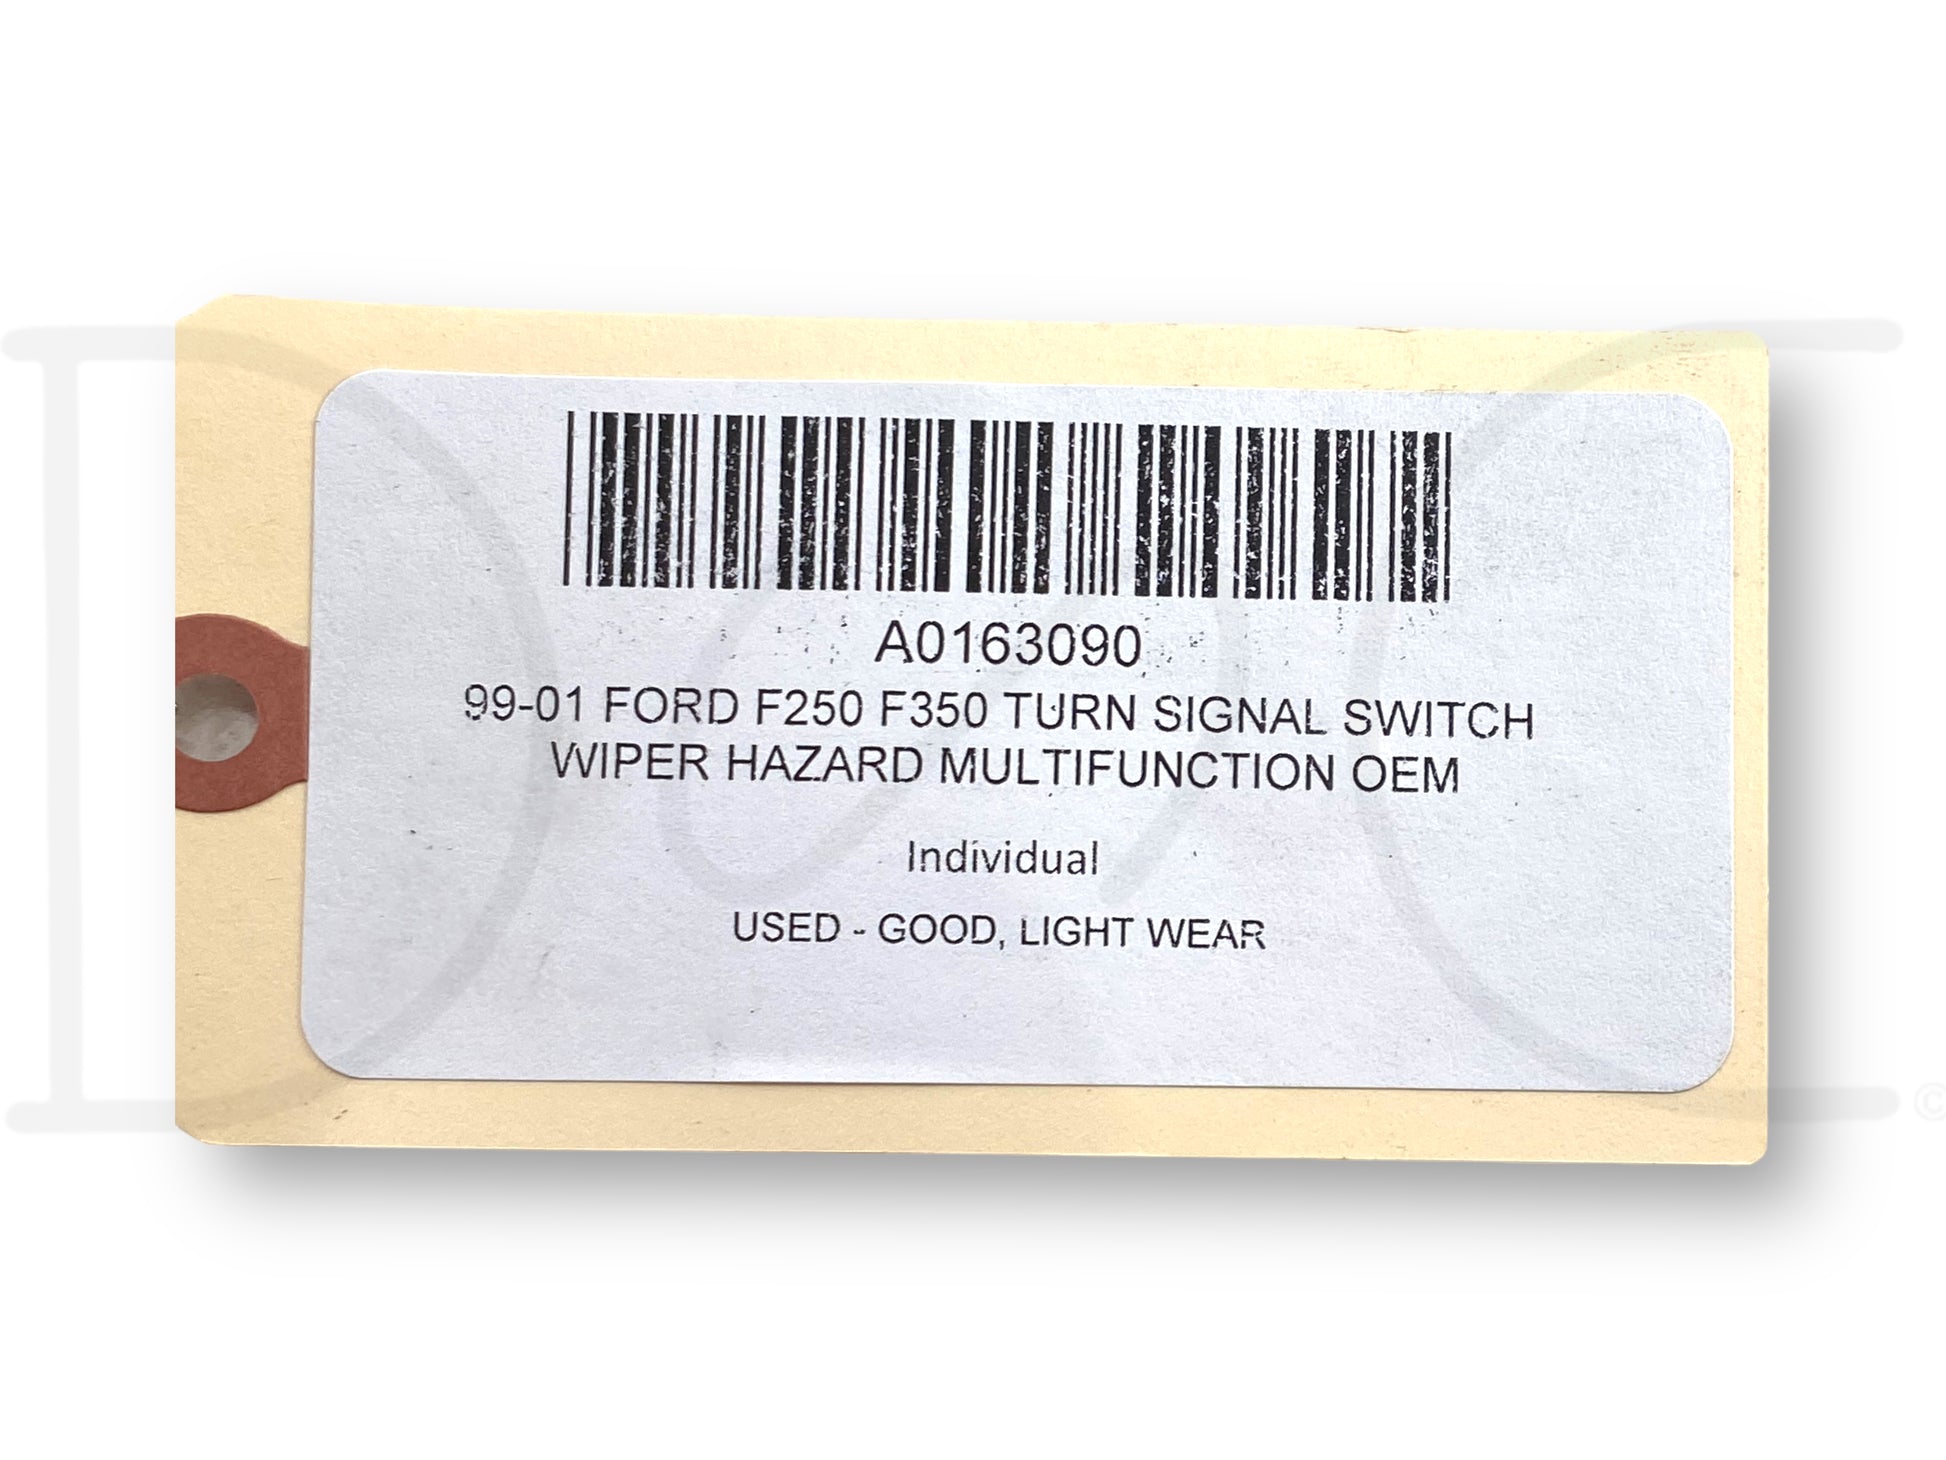 A0163090
99-01 FORD F250 F350 TURN SIGNAL SWITCH
WIPER HAZARD MULTIFUNCTION OEM
Individual
USED - GOOD, LIGHT WEAR
©